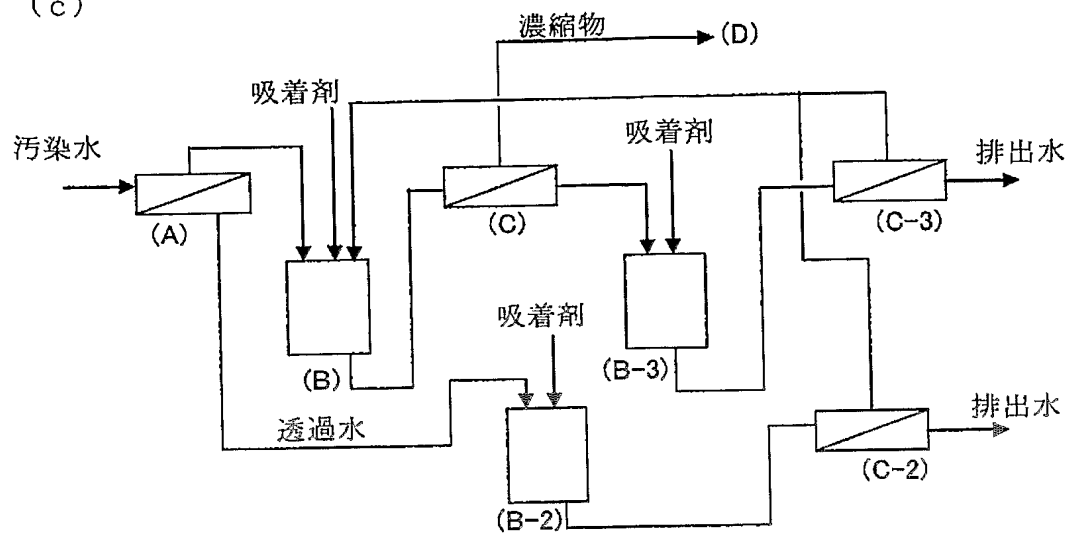 (c)
濃縮物
(D)
吸着剤
吸着剤
汚染水
排出水
(A)
(C)
(C-3)
吸着剤
(B)
(B-3)
透過水
排出水
(C-2)
(B-2)